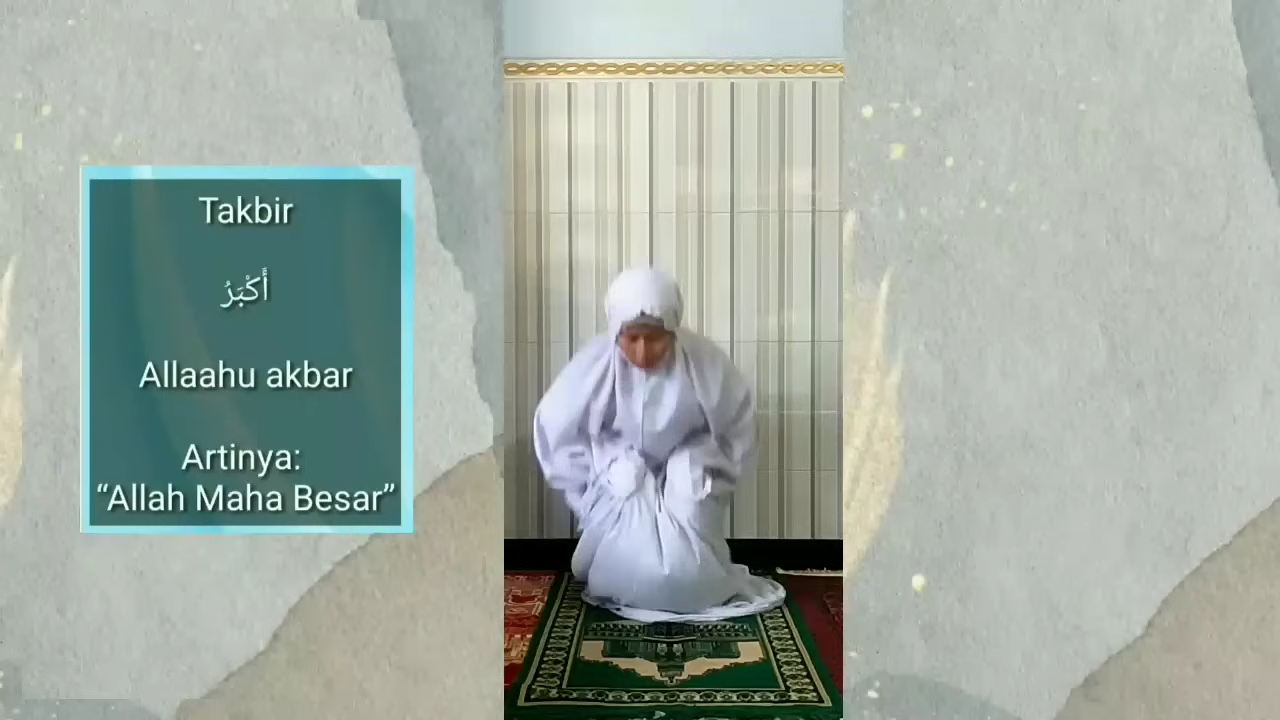 Takbir
أَكْبَرُ
Allaahu akbar
Artinya:
“Allah Maha Besar”